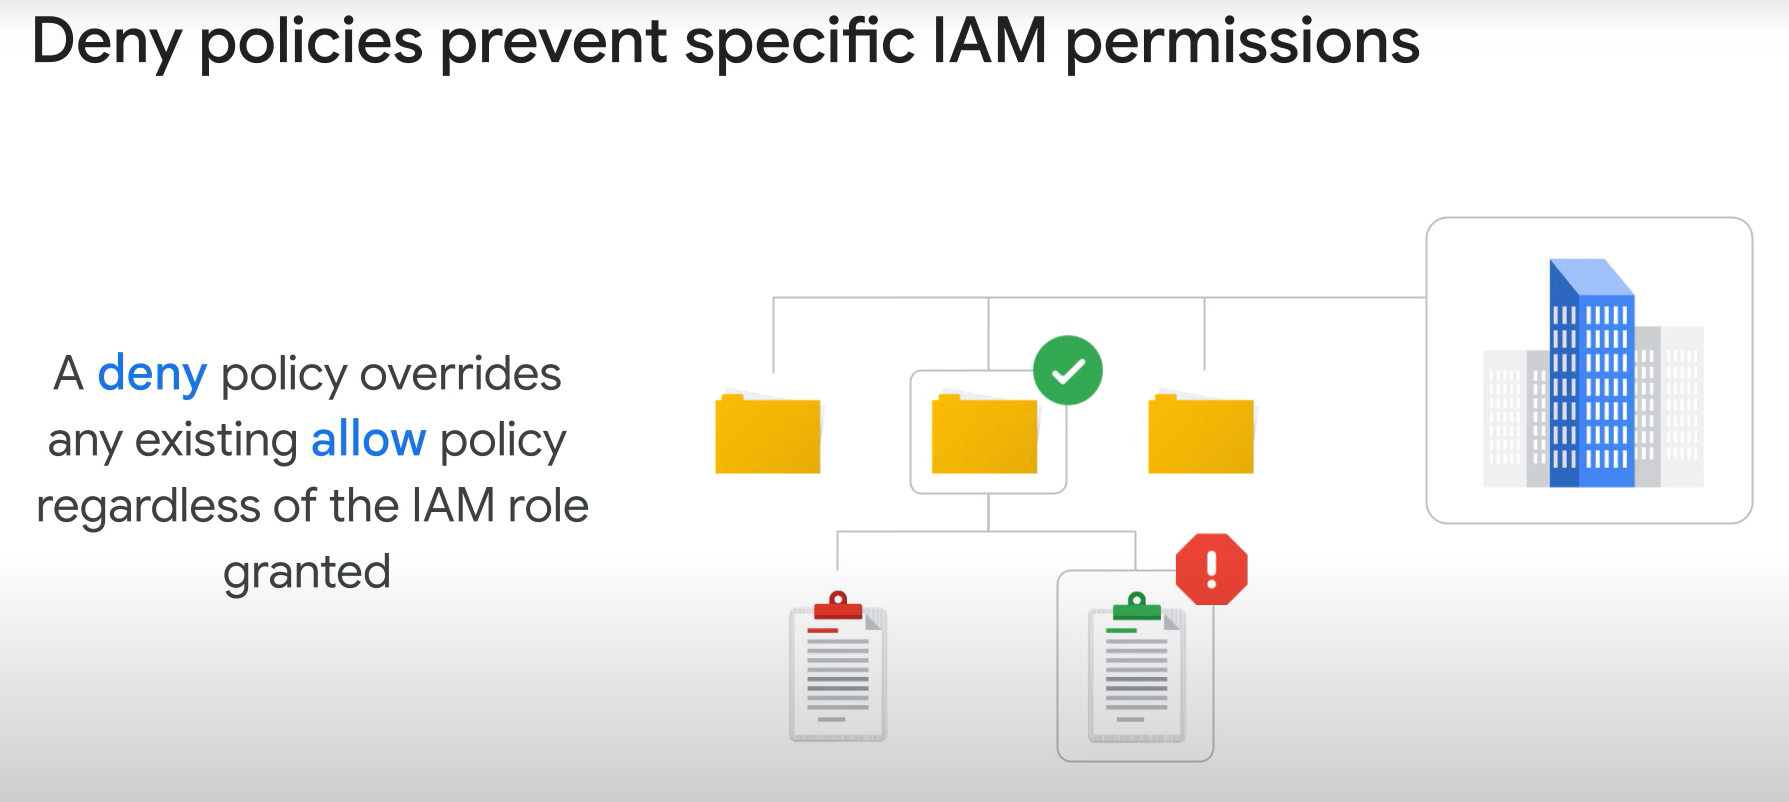 Deny policies prevent specific IAM permissions
A deny policy overrides
any existing allow policy
regardless of the IAM role
granted